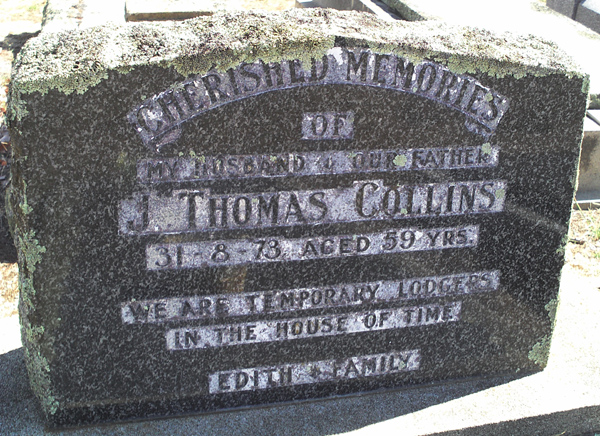 CHERISHED MEMORIES
OF
MY HUSBAND & OUR FATHER
J. THOMAS COLLINS
31-8-73 AGED 59 YRS.
WE ARE TEMPORARY LODGERS
IN THE HOUSE OF TIME
EDITH & FAMILY